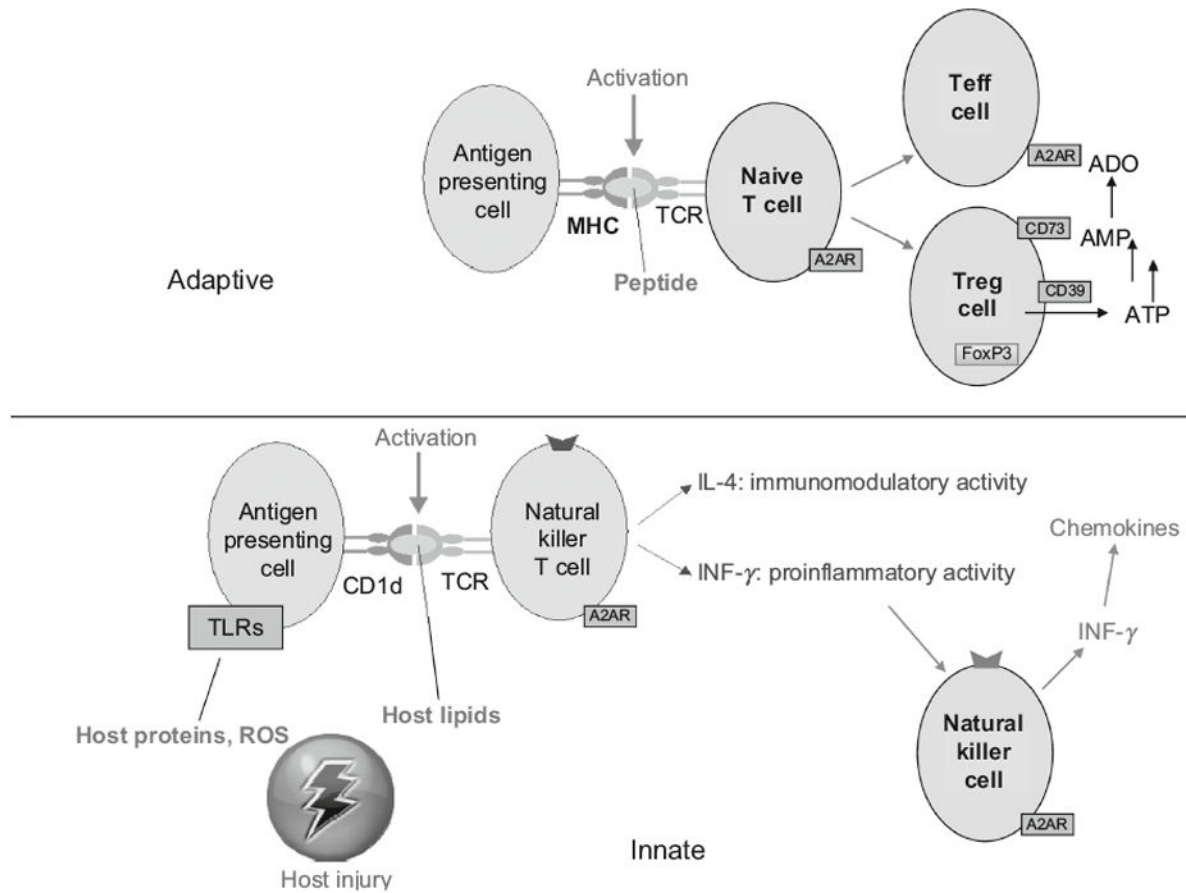 Activation
Antigen
presenting
cell
MHC
TCR
Peptide
Naive
T cell
A2AR
Teff
cell
A2AR
ADO
CD73
AMP
Treg
cell
CD39
ATP
FoxP3
Adaptive
Activation
Antigen
presenting
cell
CD1d
TCR
Natural
killer
T cell
A2AR
TLRs
Host proteins, ROS
Host lipids
Host injury
IL-4: immunomodulatory activity
INF-γ: proinflammatory activity
Chemokines
INF-γ
Natural
killer
cell
A2AR
Innate